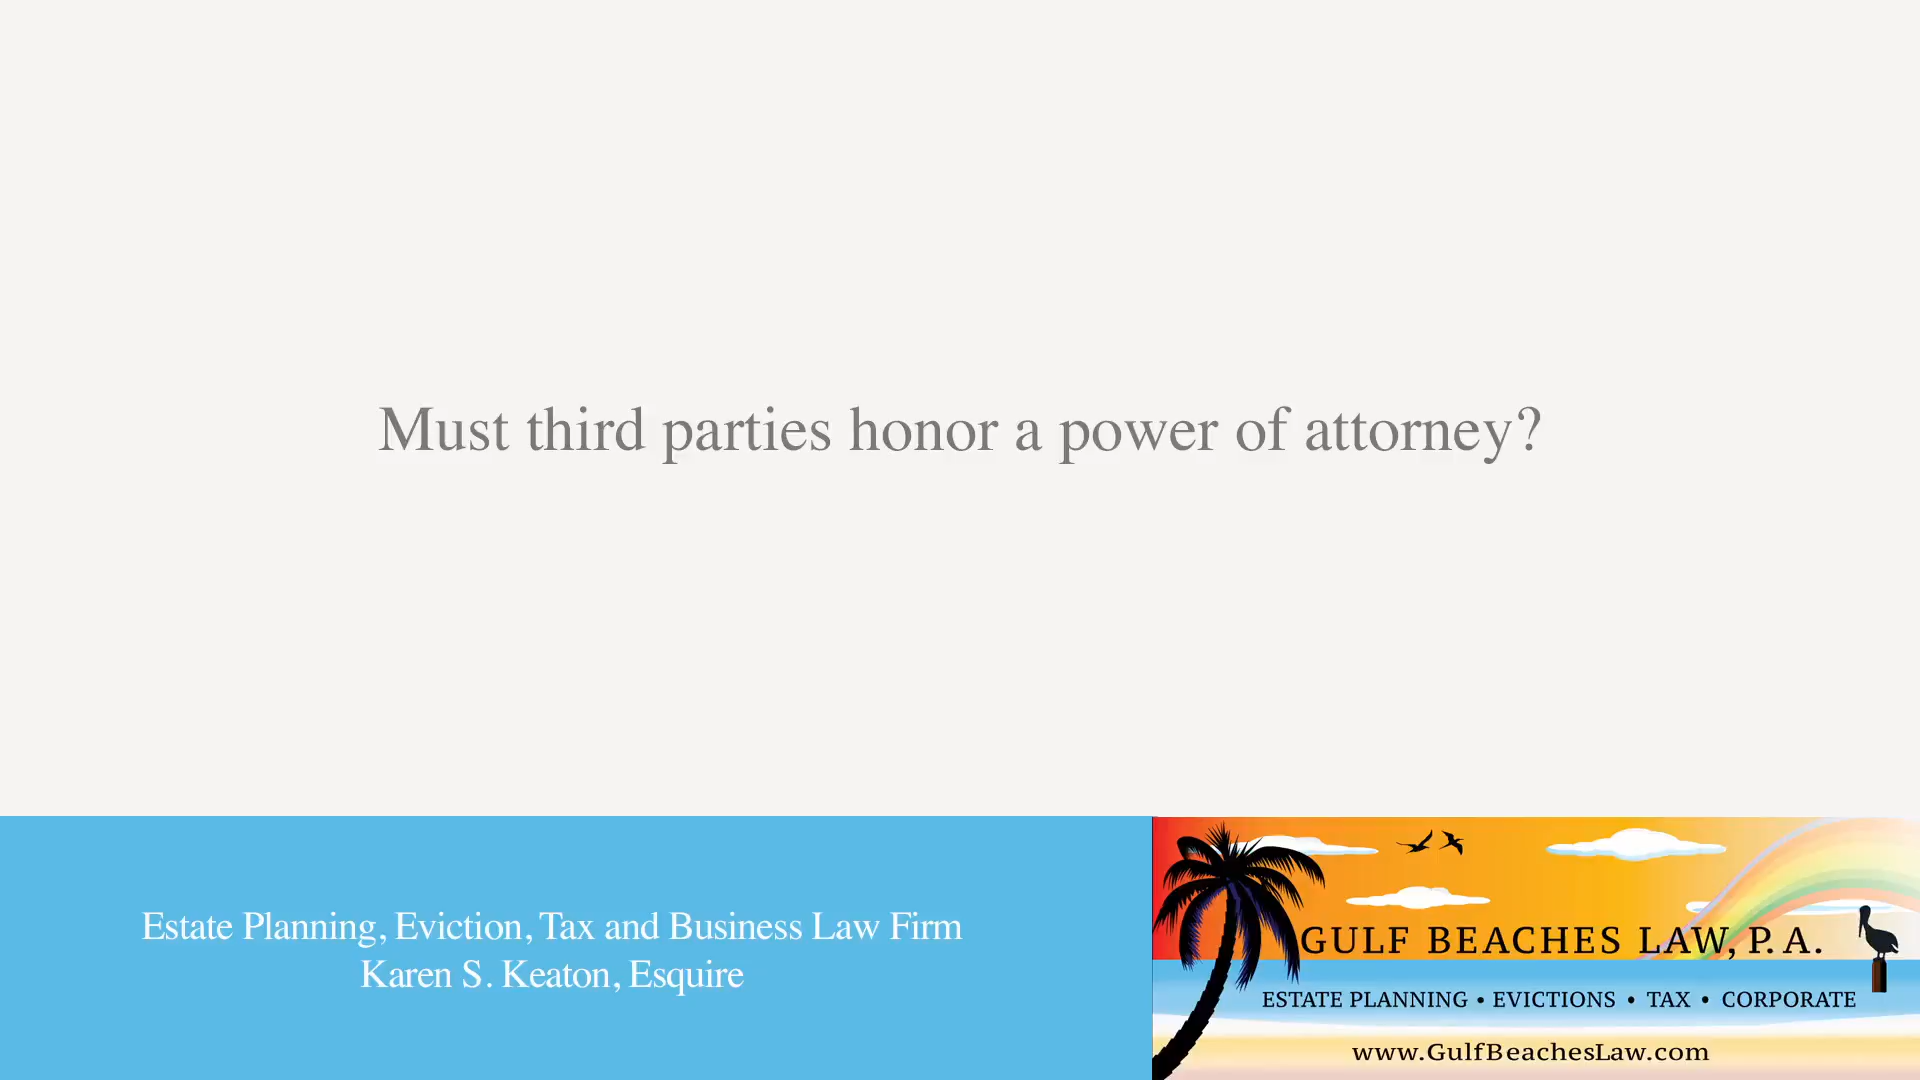 Must third parties honor a power of attorney?
Estate Planning, Eviction, Tax and Business Law Firm
Karen S. Keaton, Esquire
GULF BEACHES LAW, P.A.
ESTATE PLANNING • EVICTIONS • TAX • CORPORATE
www.GulfBeachesLaw.com